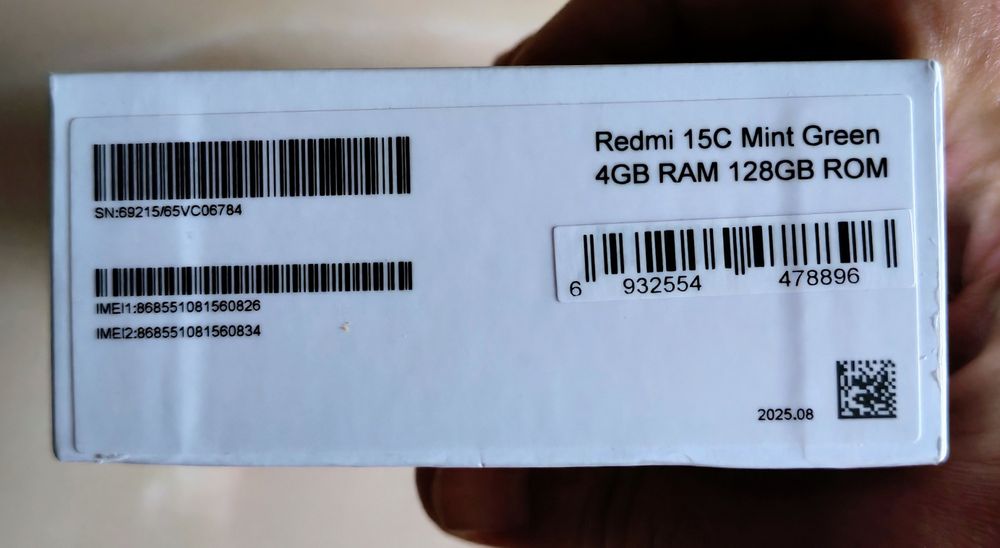 Redmi 15C Mint Green
4GB RAM 128GB ROM
SN:69215/65VC06784
6 932554 478896
IMEI1:868551081560826
IMEI2:868551081560834
2025.08